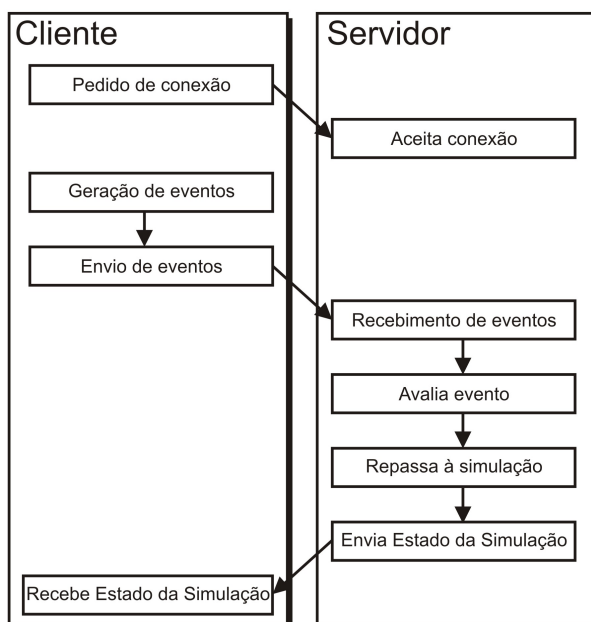 Cliente
Servidor
Pedido de conexão
Aceita conexão
Geração de eventos
Envio de eventos
Recebimento de eventos
Avalia evento
Repassa à simulação
Envia Estado da Simulação
Recebe Estado da Simulação